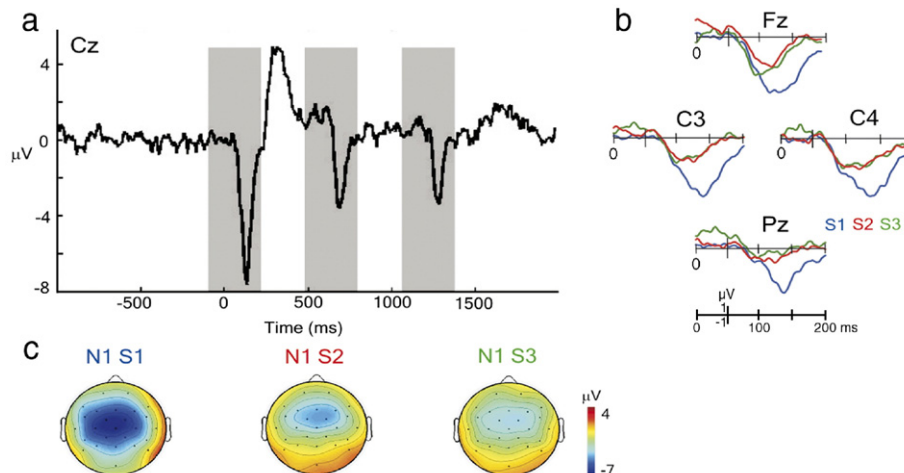 a
Cz
4
0
μV
-4
-8
-500 0 500 1000 1500
Time (ms)
b
Fz
0
C3 C4
0 0
Pz
S1 S2 S3
0
μV
1
-1
0 100 200 ms
c
N1 S1 N1 S2 N1 S3
μV
4
-7